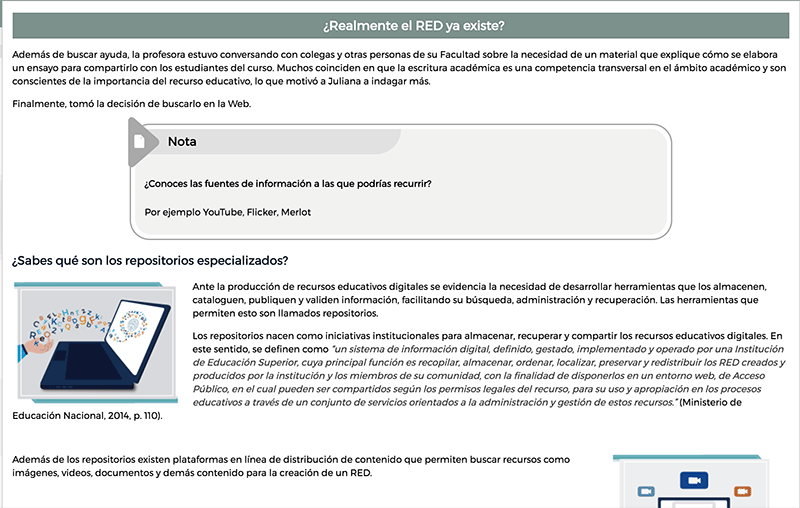 ¿Realmente el RED ya existe?
Además de buscar ayuda, la profesora estuvo conversando con colegas y otras personas de su Facultad sobre la necesidad de un material que explique cómo se elabora
un ensayo para compartirlo con los estudiantes del curso. Muchos coinciden en que la escritura académica es una competencia transversal en el ámbito académico y son
conscientes de la importancia del recurso educativo, lo que motivó a Juliana a indagar más.
Finalmente, tomó la decisión de buscarlo en la Web.
Nota
¿Conoces las fuentes de información a las que podrías recurrir?
Por ejemplo YouTube, Flicker, Merlot
¿Sabes qué son los repositorios especializados?
Ante la producción de recursos educativos digitales se evidencia la necesidad de desarrollar herramientas que los almacenen,
cataloguen, publiquen y validen información, facilitando su búsqueda, administración y recuperación. Las herramientas que
permiten esto son llamados repositorios.
Los repositorios nacen como iniciativas institucionales para almacenar, recuperar y compartir los recursos educativos digitales. En
este sentido, se definen como "un sistema de información digital, definido, gestado, implementado y operado por una Institución
de Educación Superior, cuya principal función es recopilar, almacenar, ordenar, localizar, preservar y redistribuir los RED creados y
producidos por la institución y los miembros de su comunidad, con la finalidad de disponerlos en un entorno web, de Acceso
Público, en el cual pueden ser compartidos según los permisos legales del recurso, para su uso y apropiación en los procesos
educativos a través de un conjunto de servicios orientados a la administración y gestión de estos recursos." (Ministerio de
Educación Nacional, 2014, p. 110).
Además de los repositorios existen plataformas en línea de distribución de contenido que permiten buscar recursos como
imágenes, videos, documentos y demás contenido para la creación de un RED.